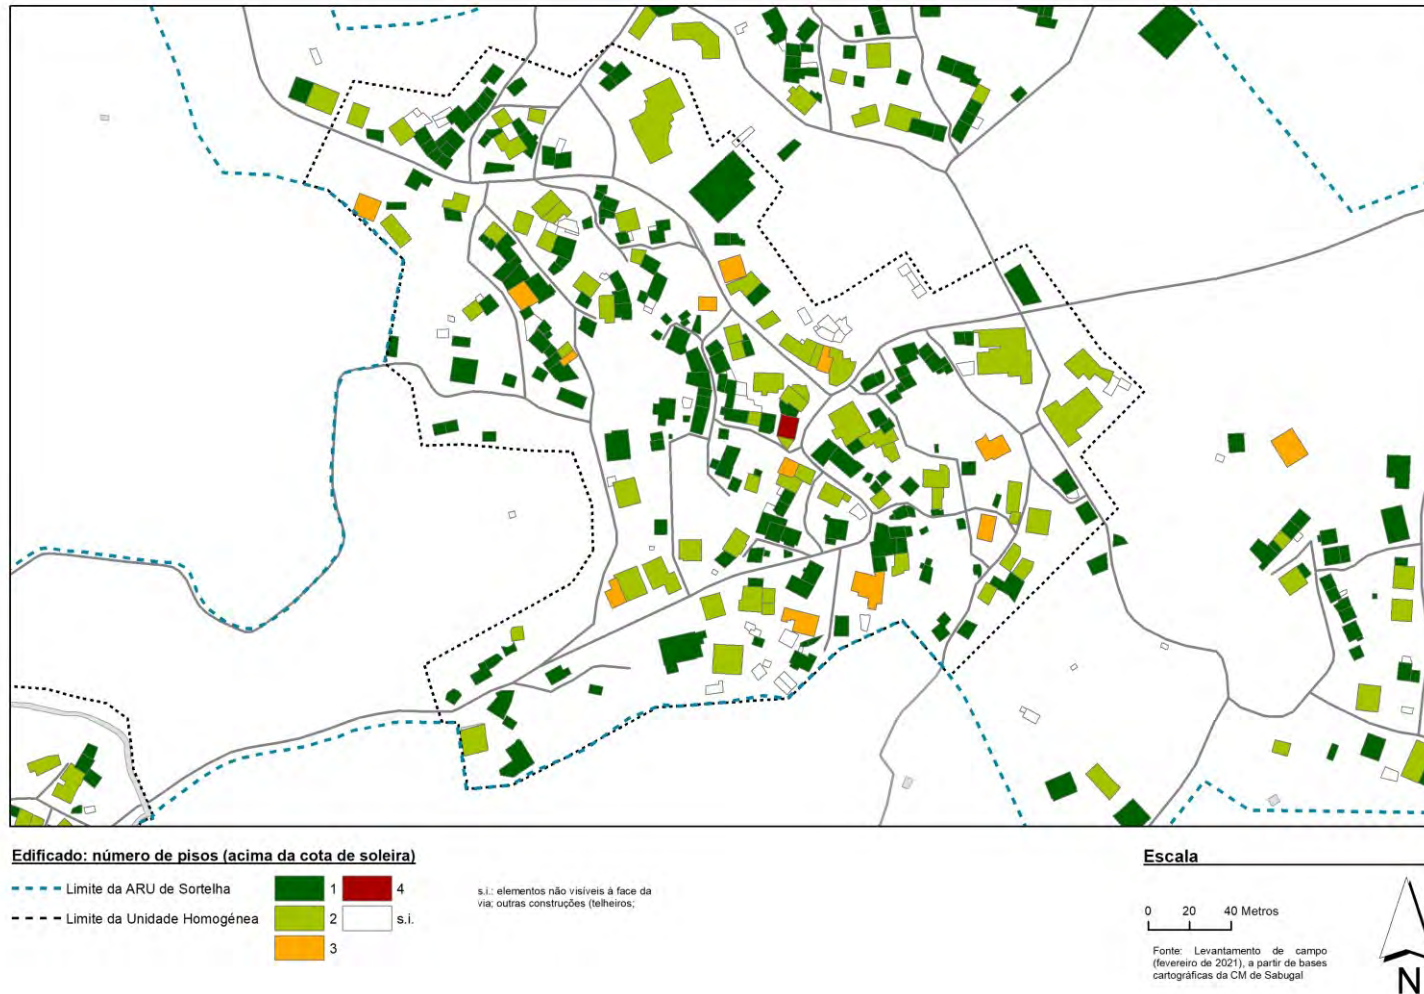 Edificado: número de pisos (acima da cota de soleira)
Limite da ARU de Sortelha
Limite da Unidade Homogénea
1
2
3
4
s.i.
s.i.: elementos não visíveis à face da
via; outras construções (telheiros;
Escala
0 20 40 Metros
Fonte: Levantamento de campo
(fevereiro de 2021), a partir de bases
cartográficas da CM de Sabugal
N